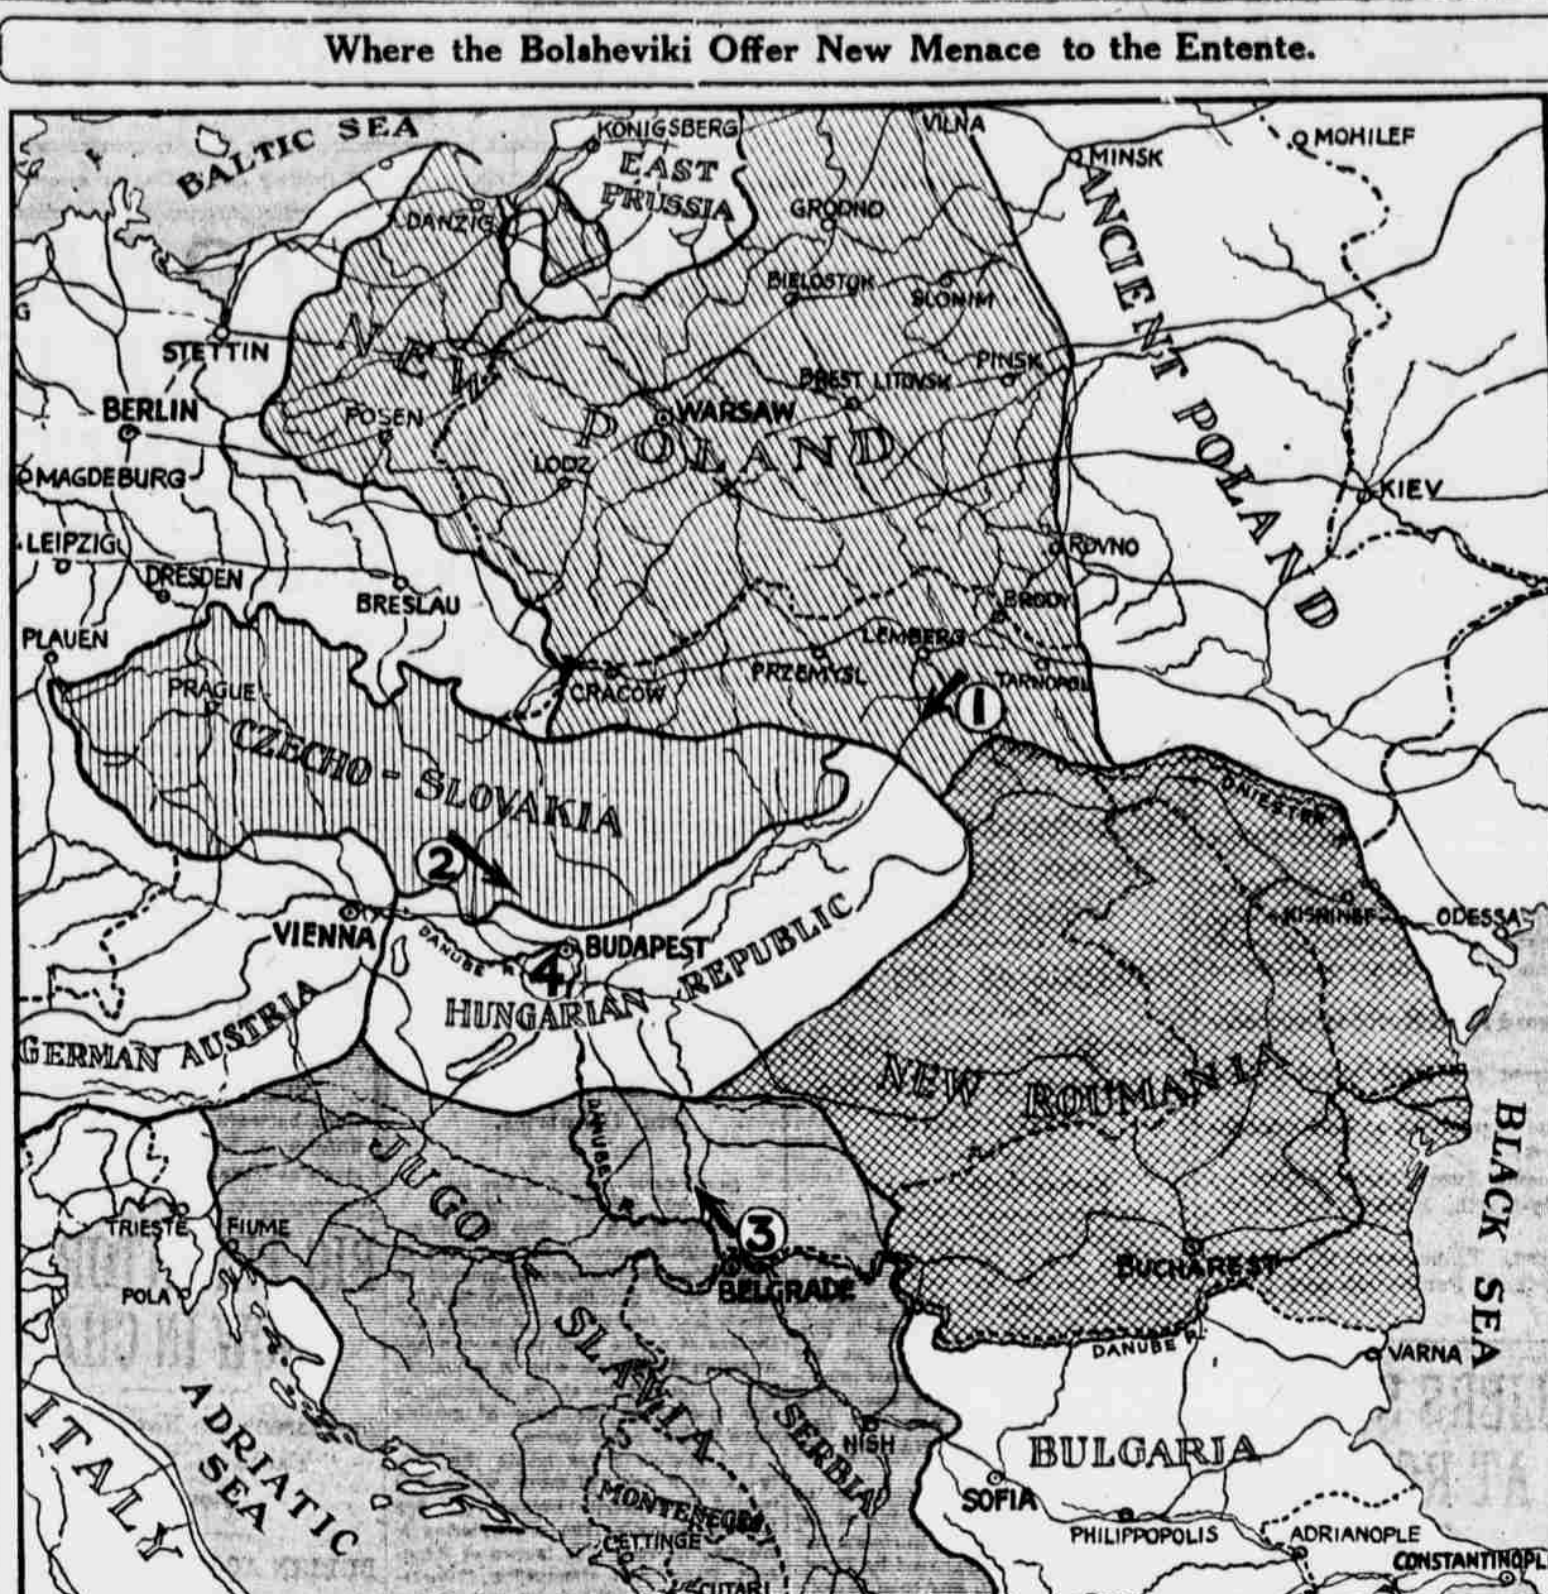 Where the Bolsheviki Offer New Menace to the Entente.
BALTIC SEA
KONIGSBERG
VILNA
MOHILEF
MINSK
EAST PRUSSIA
DANZIG
GRODNO
ANCIENT POLAND
BIELOSTOK
SLONIM
G
STETTIN
NEW POLAND
PINSK
BREST LITOVSK
BERLIN
POSEN
WARSAW
LODZ
MAGDEBURG
KIEV
LEIPZIG
ROVNO
DRESDEN
BRESLAU
BRODY
PLAUEN
LEMBERG
PRZEMYSL
TARNOPOL
PRAGUE
CRACOW
1
CZECHO-SLOVAKIA
DNIESTER R.
2
KISHINEF
ODESSA
VIENNA
DANUBE R.
BUDAPEST
4
HUNGARIAN REPUBLIC
GERMAN AUSTRIA
NEW ROUMANIA
JUGO SLAVIA
DANUBE R.
BLACK SEA
TRIESTE
FIUME
3
BUCHAREST
POLA
BELGRADE
DANUBE R.
VARNA
ITALY
ADRIATIC SEA
SERBIA
NISH
BULGARIA
SOFIA
MONTENEGRO
CETTINGE
PHILIPPOPOLIS
ADRIANOPLE
CONSTANTINOPL
SCUTARI